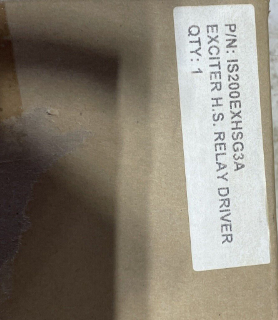 P/N: IS200EXHSG3A
EXCITER H.S. RELAY DRIVER
QTY: 1